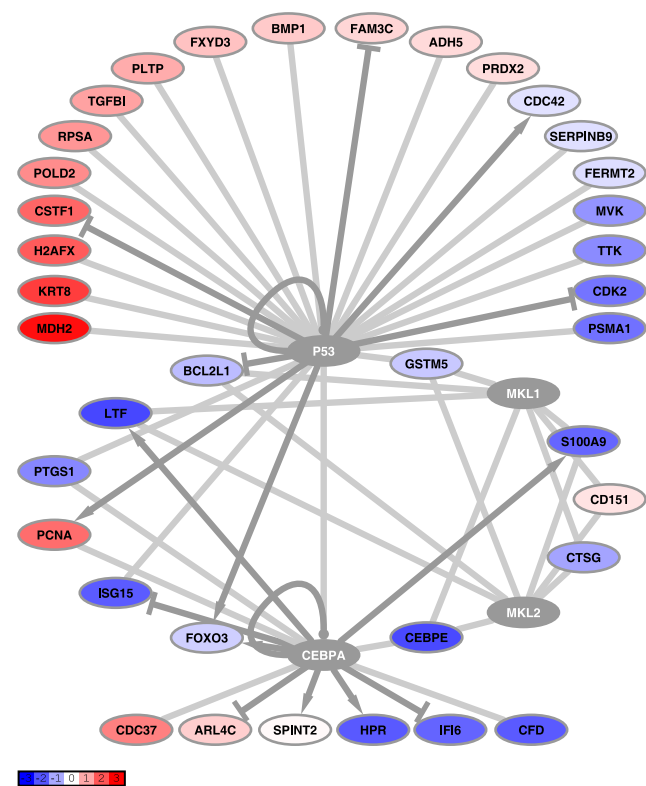 BMP1
FAM3C
FXYD3
ADH5
PLTP
PRDX2
TGFBI
CDC42
RPSA
SERPINB9
POLD2
FERMT2
CSTF1
MVK
H2AFX
TTK
KRT8
CDK2
MDH2
PSMA1
P53
BCL2L1
GSTM5
MKL1
LTF
S100A9
PTGS1
CD151
PCNA
CTSG
ISG15
MKL2
FOXO3
CEBPE
CEBPA
CDC37
ARL4C
SPINT2
HPR
IFI6
CFD
-3 -2 -1 0 1 2 3